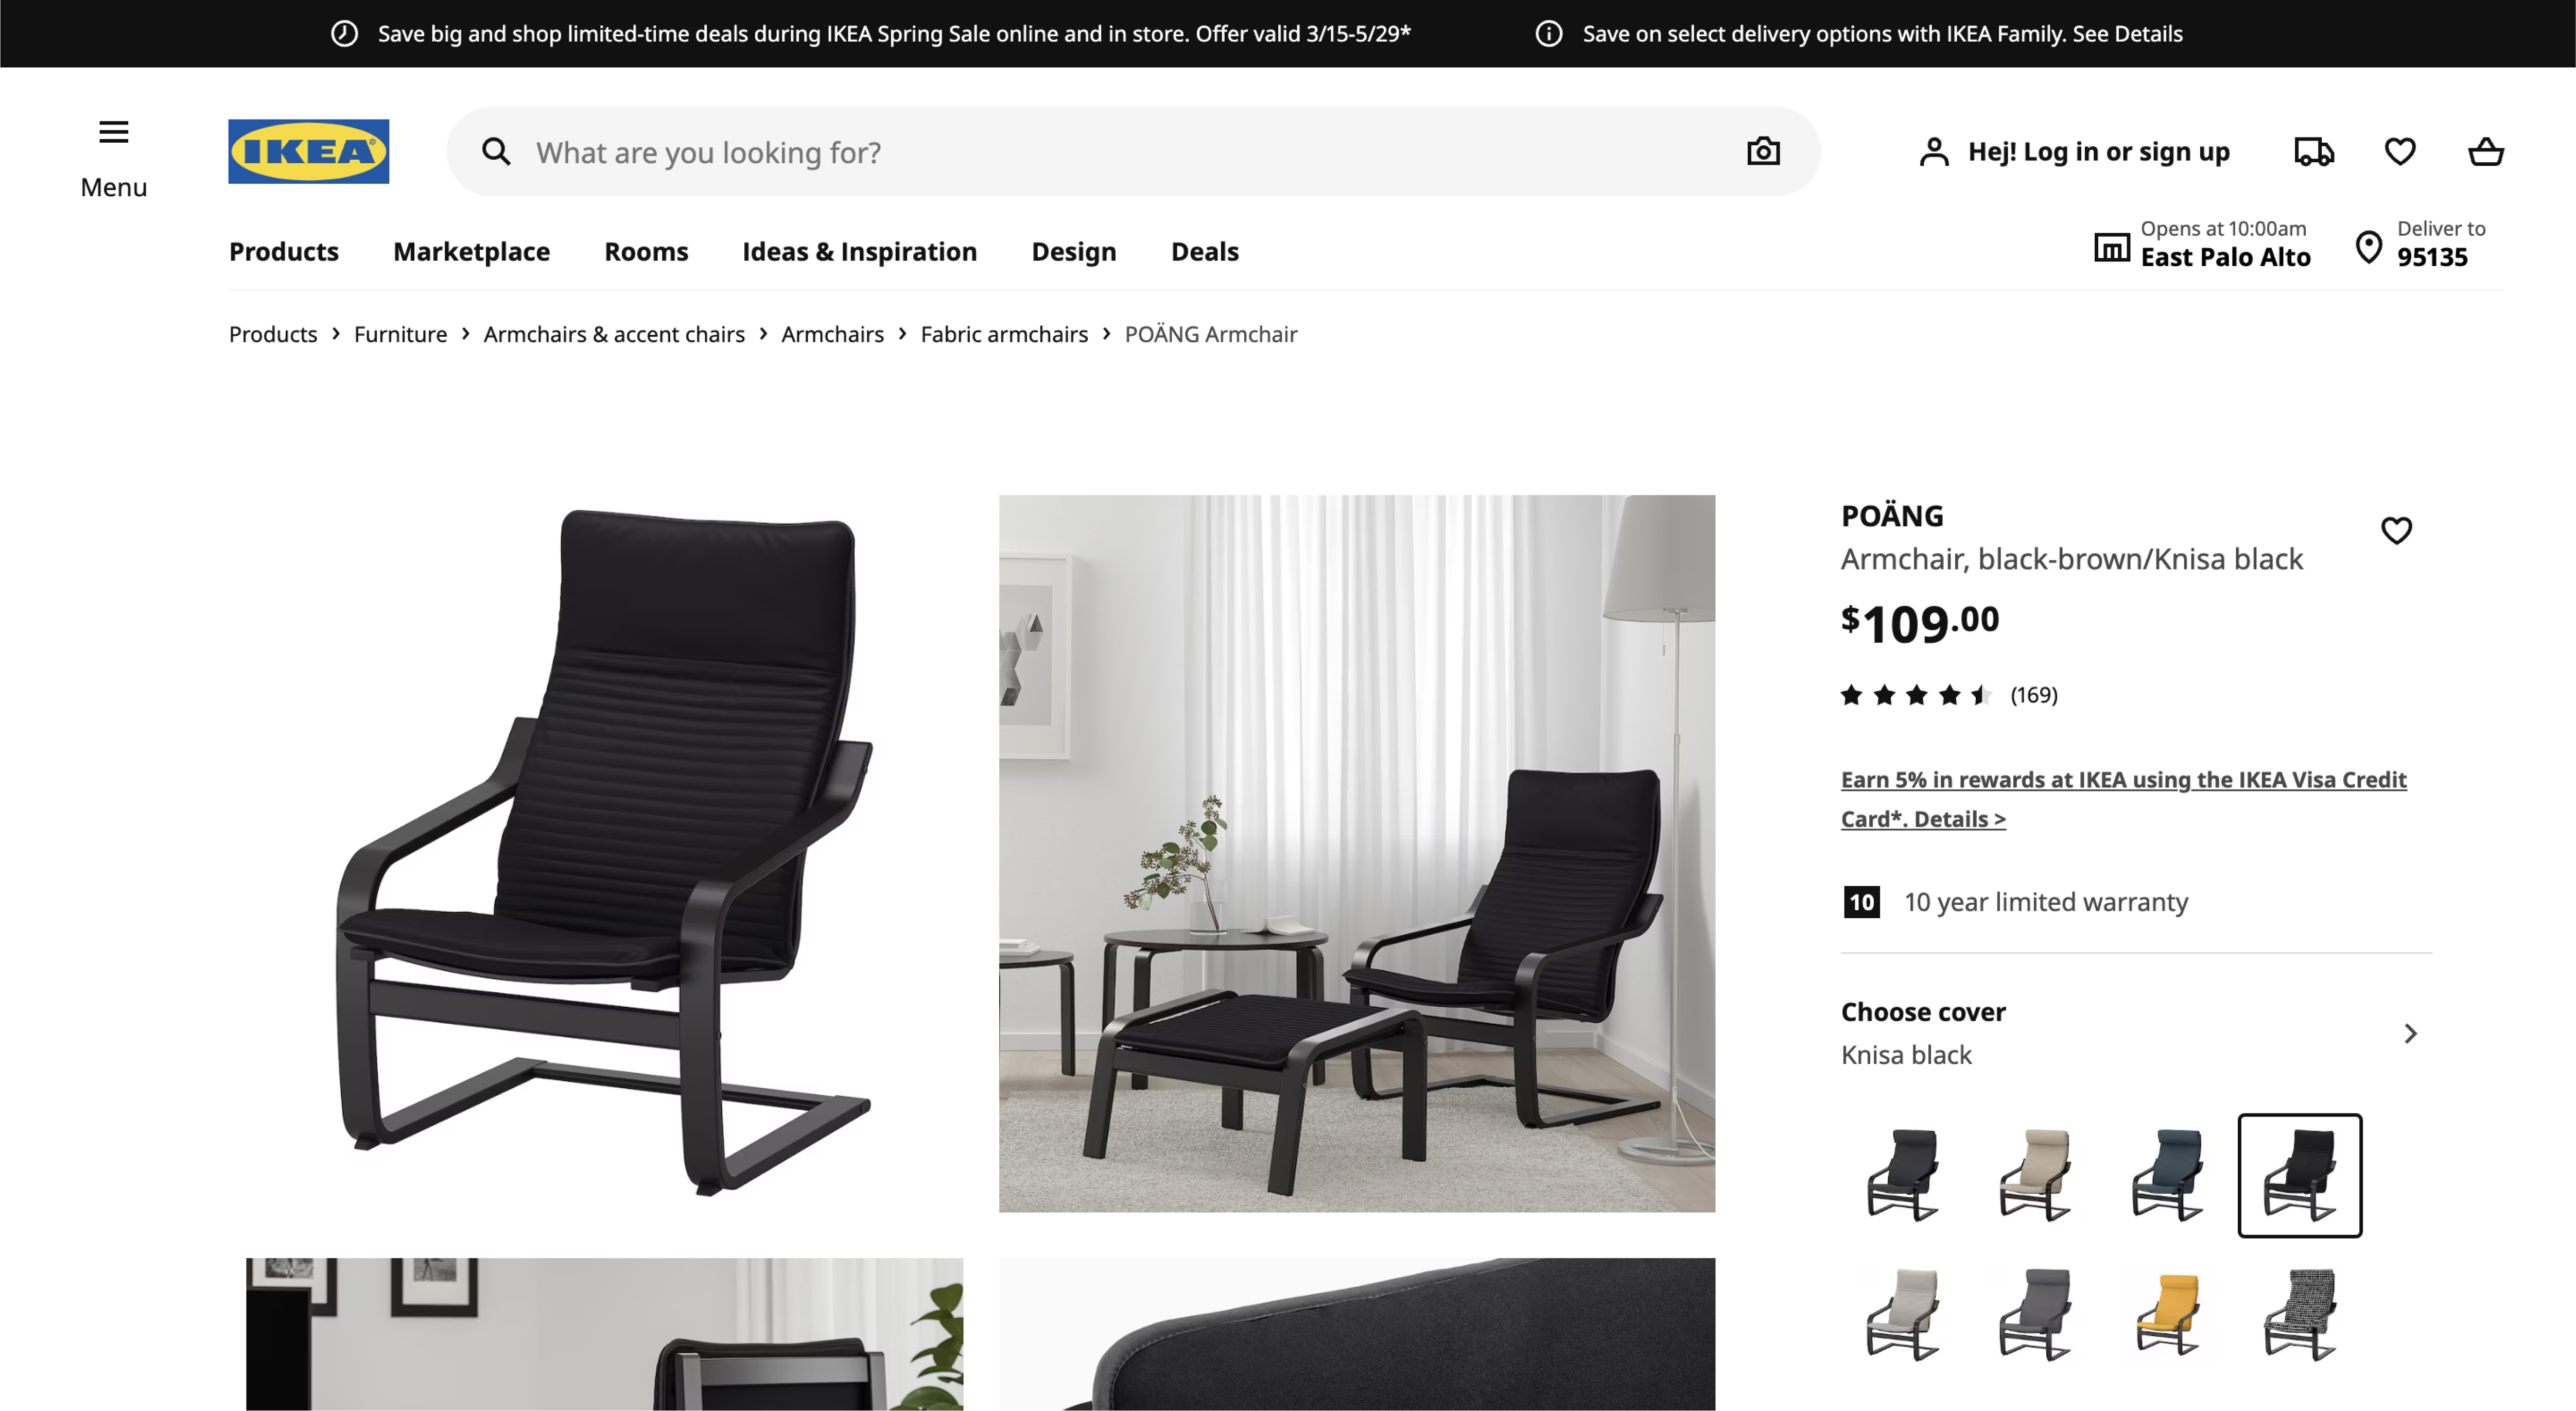 Save big and shop limited-time deals during IKEA Spring Sale online and in store. Offer valid 3/15-5/29*
Save on select delivery options with IKEA Family. See Details
Menu
IKEA®
What are you looking for?
Hej! Log in or sign up
Products
Marketplace
Rooms
Ideas & Inspiration
Design
Deals
Opens at 10:00am
East Palo Alto
Deliver to
95135
Products > Furniture > Armchairs & accent chairs > Armchairs > Fabric armchairs > POÄNG Armchair
POÄNG
Armchair, black-brown/Knisa black
$109.00
(169)
Earn 5% in rewards at IKEA using the IKEA Visa Credit
Card*. Details >
10 10 year limited warranty
Choose cover
Knisa black